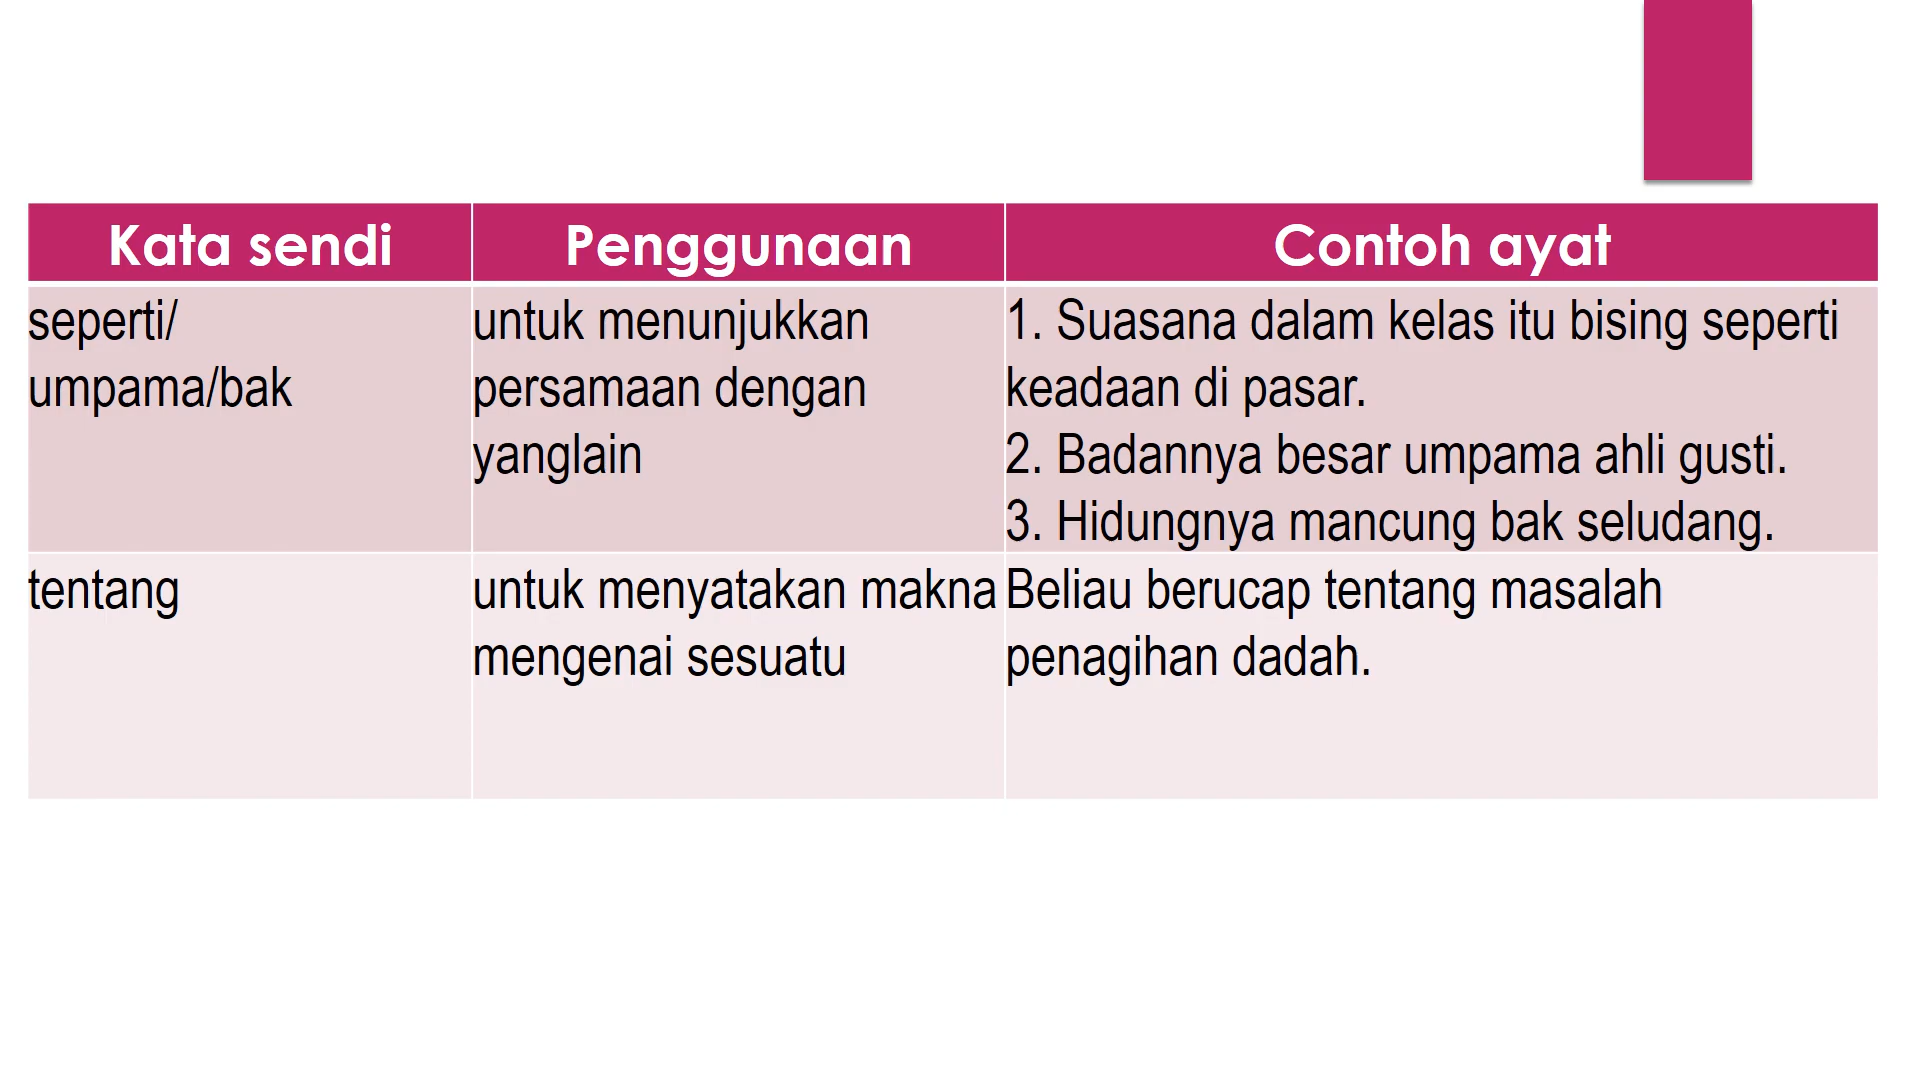 Kata sendi
Penggunaan
Contoh ayat
seperti/
umpama/bak
untuk menunjukkan
persamaan dengan
yanglain
1. Suasana dalam kelas itu bising seperti
keadaan di pasar.
2. Badannya besar umpama ahli gusti.
3. Hidungnya mancung bak seludang.
tentang
untuk menyatakan makna
mengenai sesuatu
Beliau berucap tentang masalah
penagihan dadah.